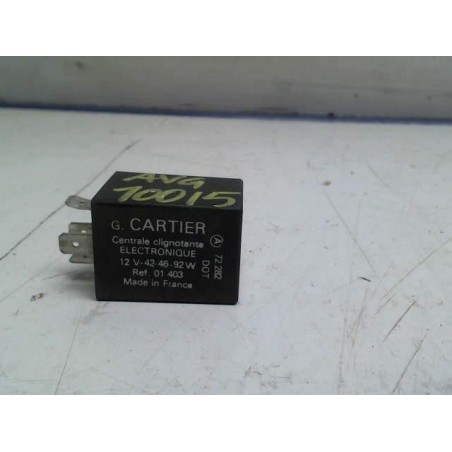 AVG
10015
G. CARTIER
Centrale clignotante
ELECTRONIQUE
12 V-42-46-92W
Ref. 01 403
Made in France
A 72 282
DOT